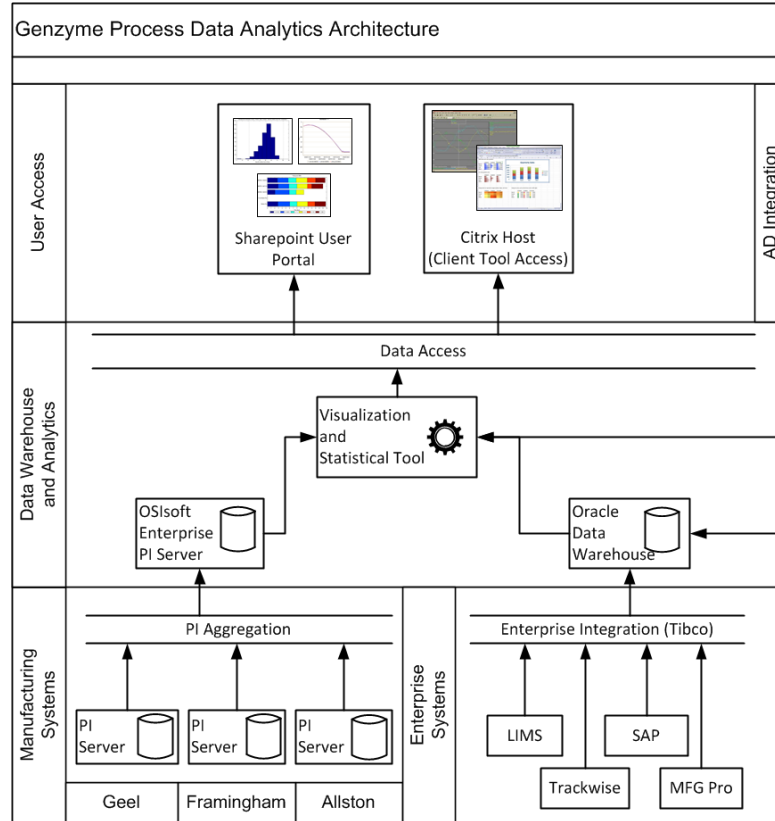 Genzyme Process Data Analytics Architecture
User Access
Sharepoint User
Portal
Citrix Host
(Client Tool Access)
AD Integration
Data Warehouse
and Analytics
Data Access
Visualization
and
Statistical Tool
OSIsoft
Enterprise
PI Server
Oracle
Data
Warehouse
Manufacturing
Systems
PI Aggregation
PI
Server
PI
Server
PI
Server
Geel
Framingham
Allston
Enterprise
Systems
Enterprise Integration (Tibco)
LIMS
SAP
Trackwise
MFG Pro